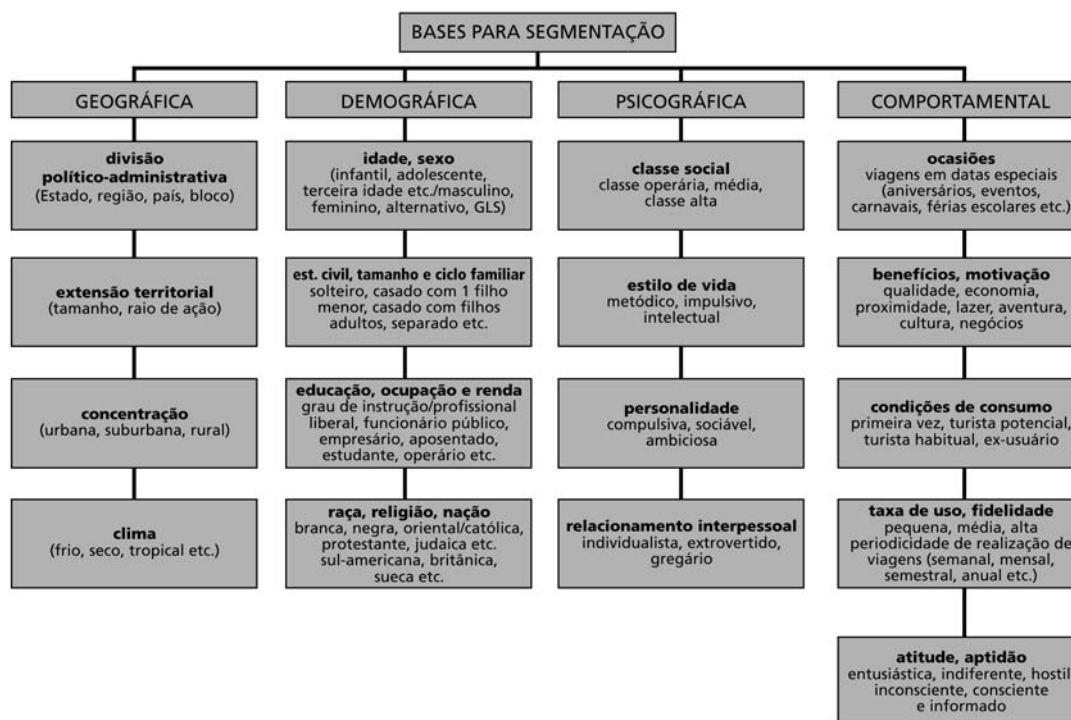 BASES PARA SEGMENTAÇÃO
GEOGRÁFICA
divisão
político-administrativa
(Estado, região, país, bloco)
extensão territorial
(tamanho, raio de ação)
concentração
(urbana, suburbana, rural)
clima
(frio, seco, tropical etc.)
DEMOGRÁFICA
idade, sexo
(infantil, adolescente,
terceira idade etc./masculino,
feminino, alternativo, GLS)
est. civil, tamanho e ciclo familiar
solteiro, casado com 1 filho
menor, casado com filhos
adultos, separado etc.
educação, ocupação e renda
grau de instrução/profissional
liberal, funcionário público,
empresário, aposentado,
estudante, operário etc.
raça, religião, nação
branca, negra, oriental/católica,
protestante, judaica etc.
sul-americana, britânica,
sueca etc.
PSICOGRÁFICA
classe social
classe operária, média,
classe alta
estilo de vida
metódico, impulsivo,
intelectual
personalidade
compulsiva, sociável,
ambiciosa
relacionamento interpessoal
individualista, extrovertido,
gregário
COMPORTAMENTAL
ocasiões
viagens em datas especiais
(aniversários, eventos,
carnavais, férias escolares etc.)
benefícios, motivação
qualidade, economia,
proximidade, lazer, aventura,
cultura, negócios
condições de consumo
primeira vez, turista potencial,
turista habitual, ex-usuário
taxa de uso, fidelidade
pequena, média, alta
periodicidade de realização de
viagens (semanal, mensal,
semestral, anual etc.)
atitude, aptidão
entusiástica, indiferente, hostil
inconsciente, consciente
e informado